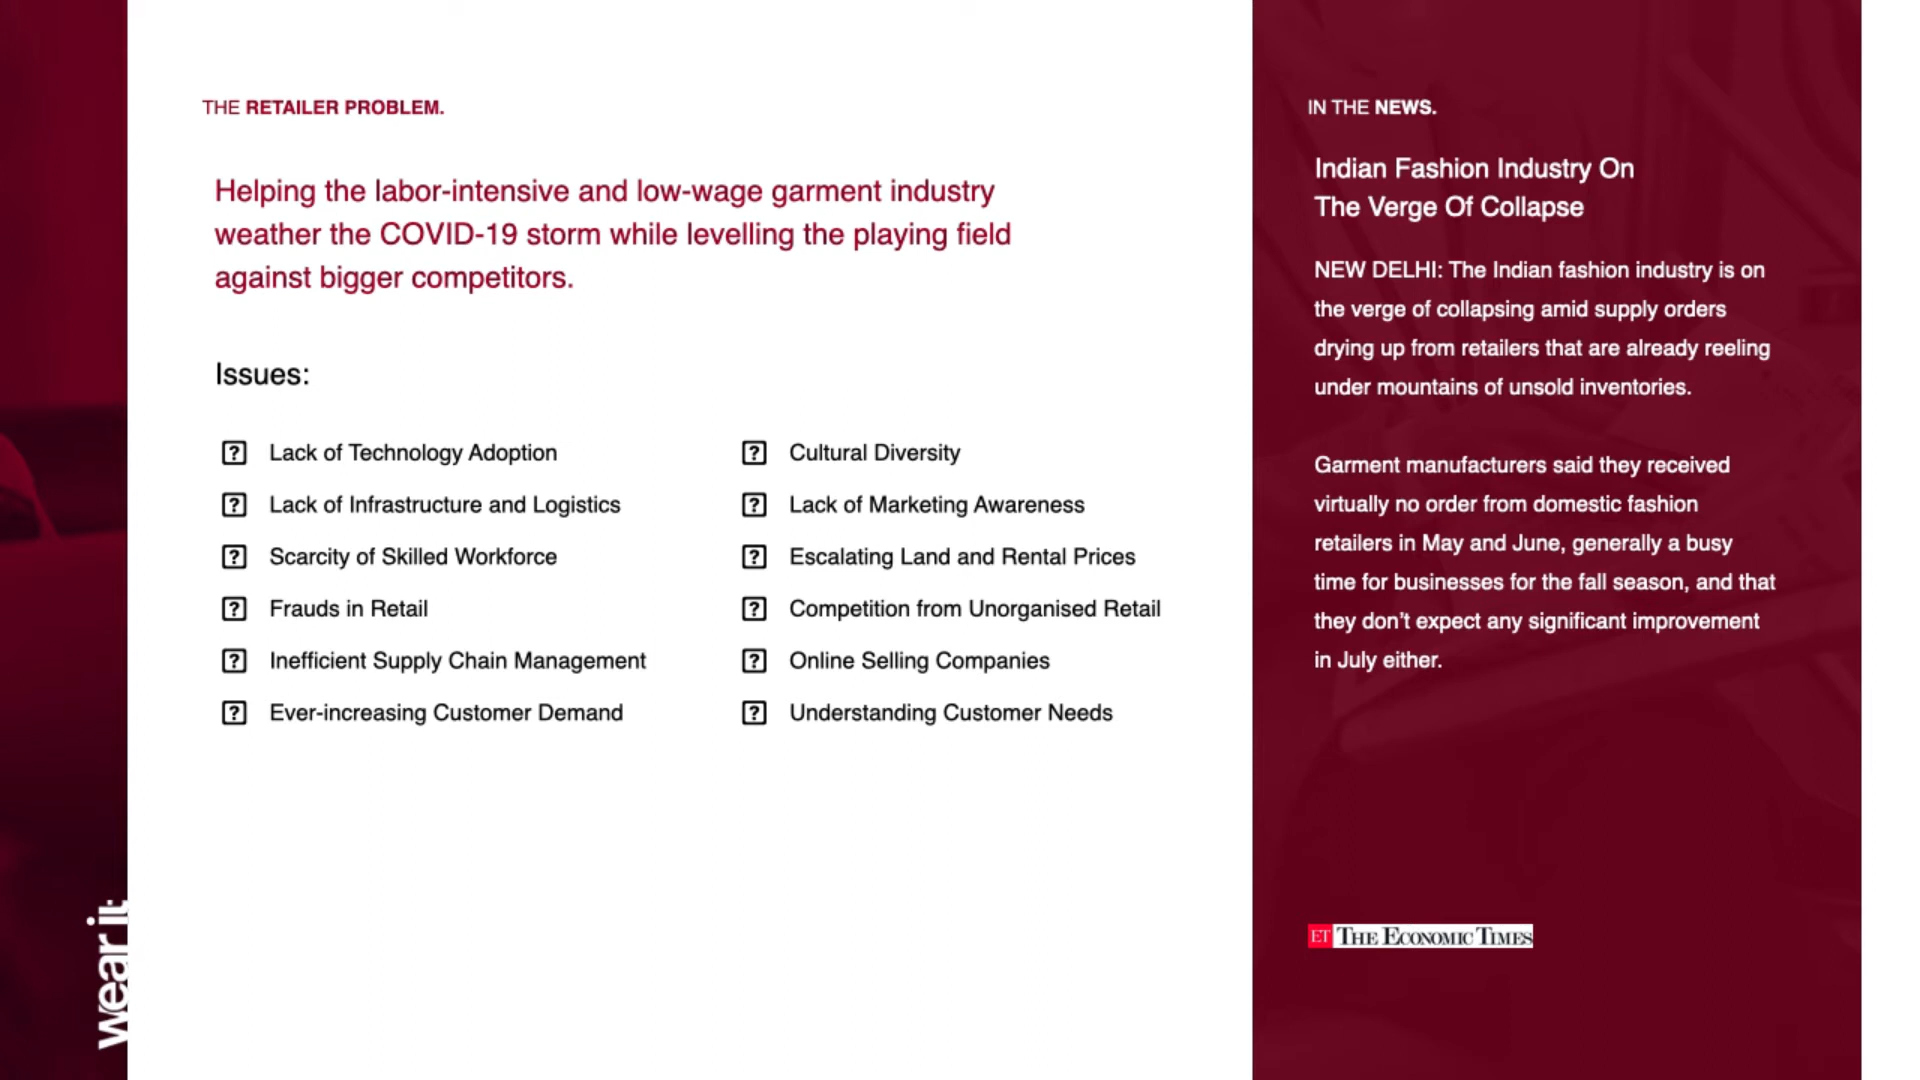 THE RETAILER PROBLEM.
Helping the labor-intensive and low-wage garment industry
weather the COVID-19 storm while levelling the playing field
against bigger competitors.
Issues:
Lack of Technology Adoption
Lack of Infrastructure and Logistics
Scarcity of Skilled Workforce
Frauds in Retail
Inefficient Supply Chain Management
Ever-increasing Customer Demand
Cultural Diversity
Lack of Marketing Awareness
Escalating Land and Rental Prices
Competition from Unorganised Retail
Online Selling Companies
Understanding Customer Needs
IN THE NEWS.
Indian Fashion Industry On
The Verge Of Collapse
NEW DELHI: The Indian fashion industry is on
the verge of collapsing amid supply orders
drying up from retailers that are already reeling
under mountains of unsold inventories.
Garment manufacturers said they received
virtually no order from domestic fashion
retailers in May and June, generally a busy
time for businesses for the fall season, and that
they don’t expect any significant improvement
in July either.
ET THE ECONOMIC TIMES
wear it